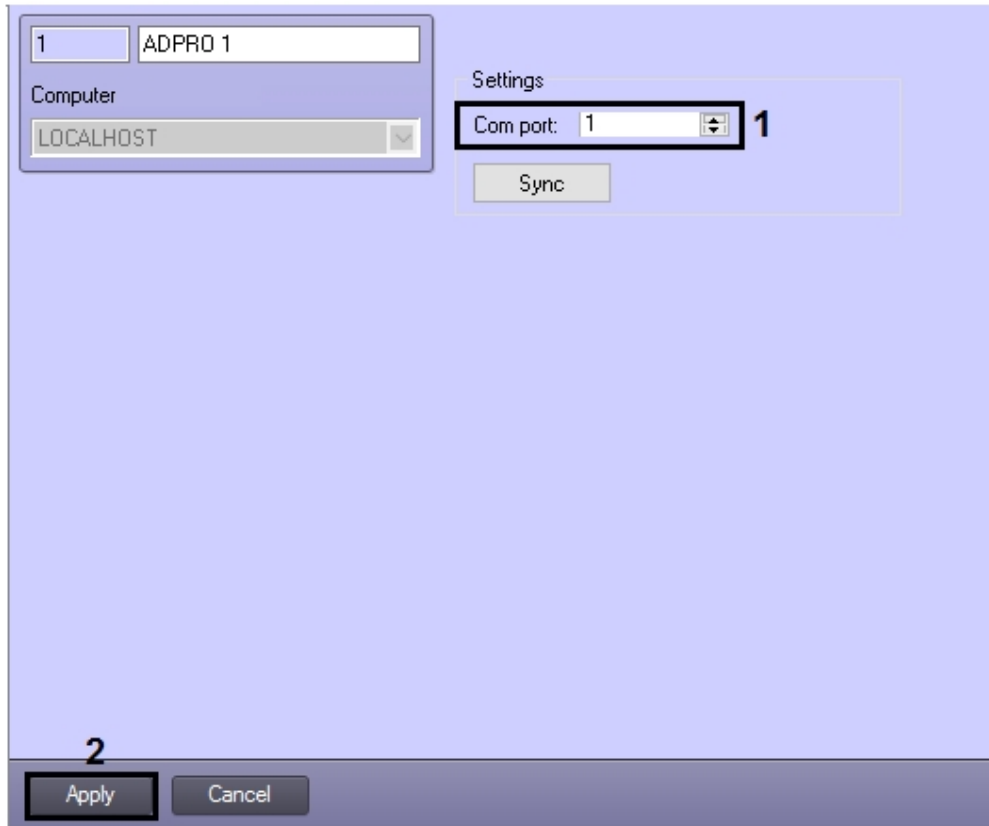 1 ADPRO 1
Computer
LOCALHOST
Settings
Com port: 1 1
Sync
2
Apply Cancel